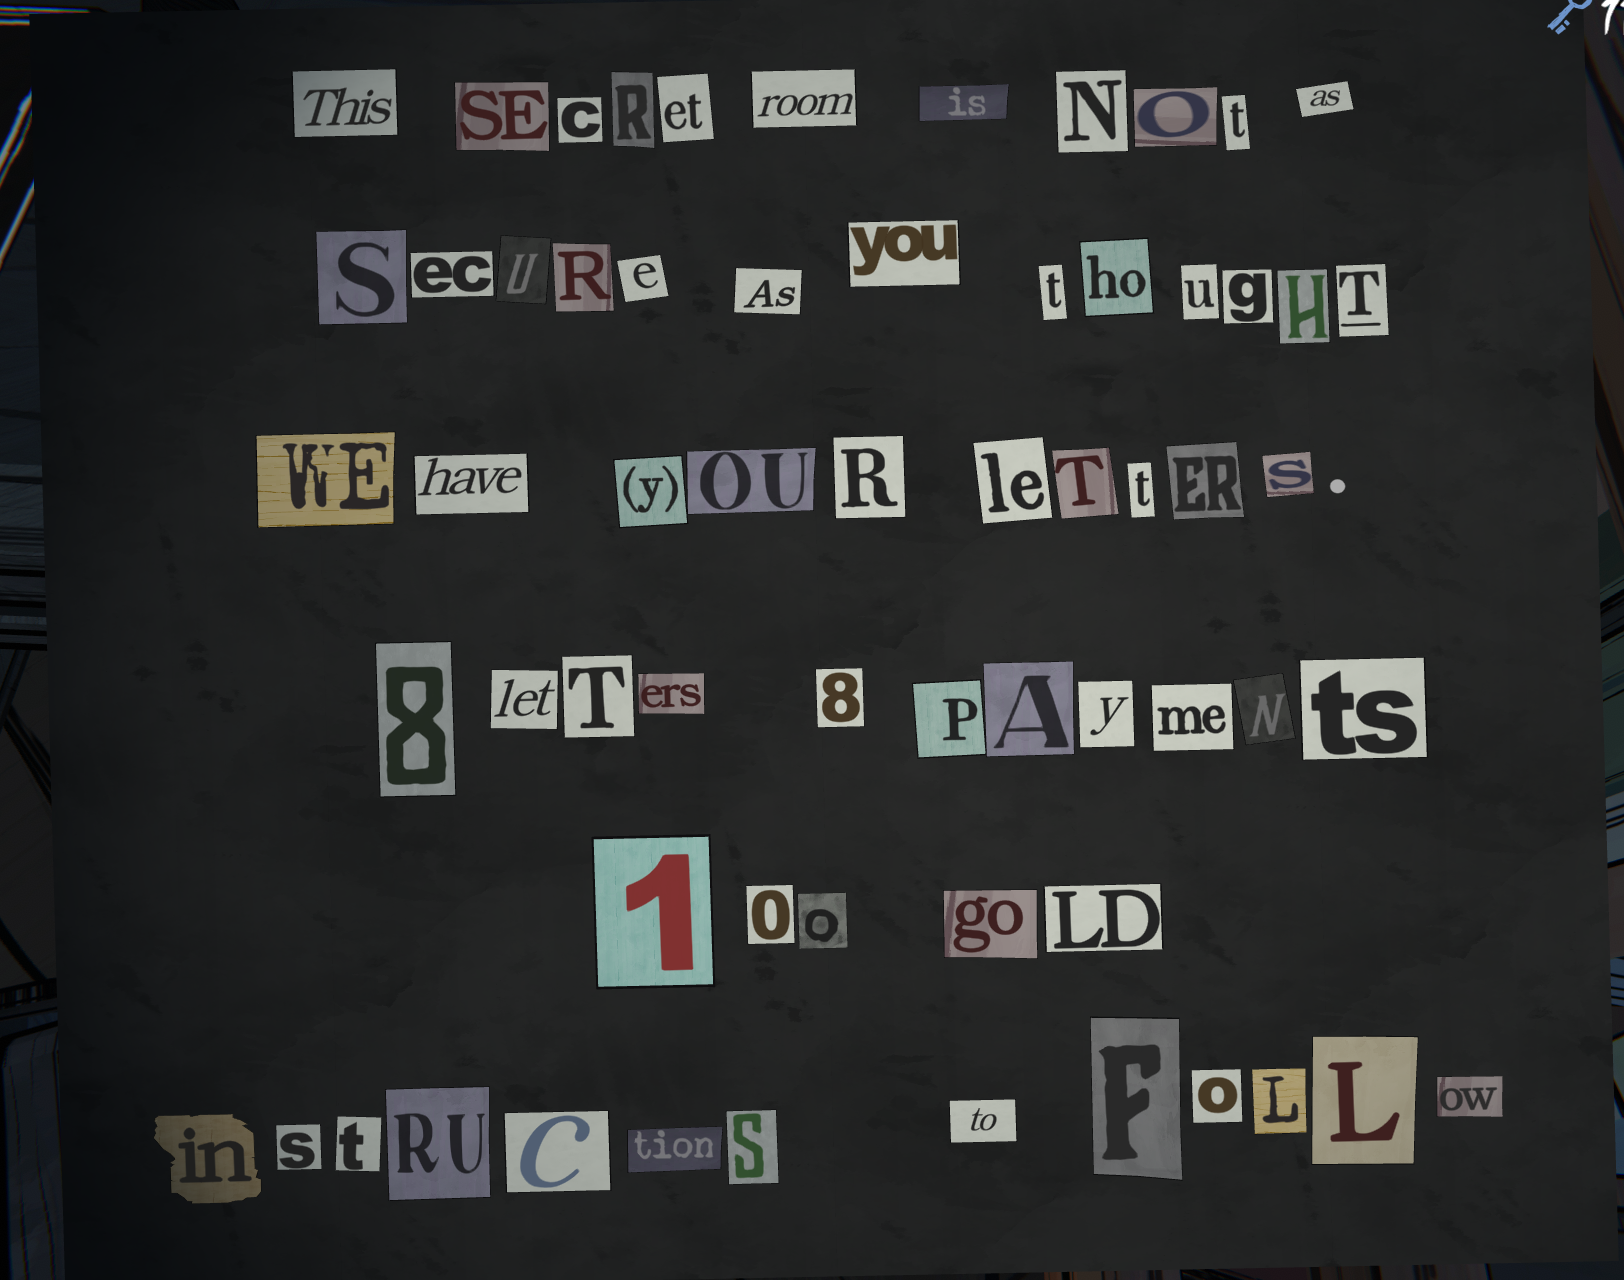 This SEcRet room is NOt as
SecURe As you thougHT
WE have (y)OUR leTtERs.
8 letTers 8 PAymeNts
10o goLD
instRUCtionS to FoLLow